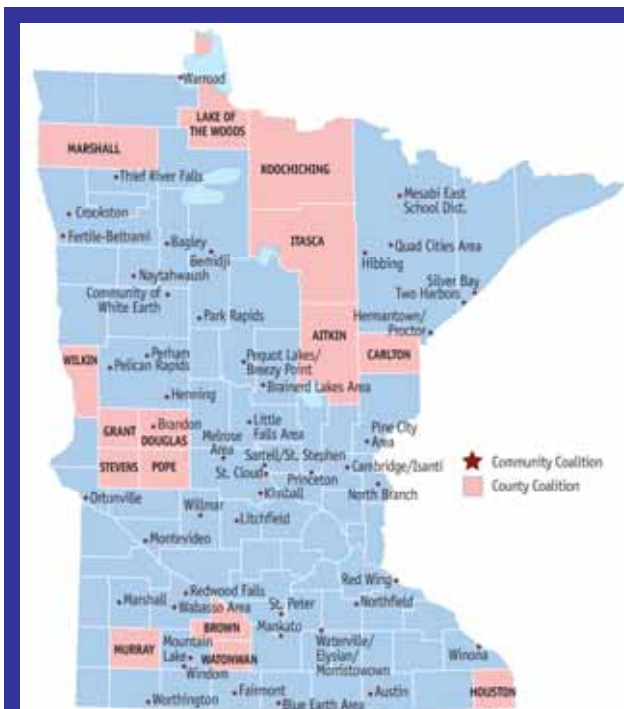 Warroad
LAKE OF
THE WOODS
MARSHALL
KOOCHICHING
Thief River Falls
Mesabi East
School Dist.
Crookston
Fertile-Beltrami
Bagley
Bemidji
ITASCA
Quad Cities Area
Hibbing
Naytahwaush
Silver Bay
Community of
White Earth
Two Harbors
Park Rapids
Hermantown/
Proctor
AITKIN
WILKIN
Perham
Pelican Rapids
Pequot Lakes/
Breezy Point
CARLTON
Brainerd Lakes Area
Henning
GRANT
Brandon
DOUGLAS
Little
Falls Area
Melrose
Area
Pine City
Area
STEVENS
POPE
Sartell/St. Stephen
St. Cloud
Princeton
Cambridge/Isanti
Community Coalition
County Coalition
Ortonville
Kimball
North Branch
Willmar
Litchfield
Montevideo
Red Wing
Redwood Falls
Marshall
Wabasso Area
St. Peter
Northfield
BROWN
Mankato
MURRAY
Mountain
Lake
WATONWAN
Waterville/
Elysian/
Morristown
Winona
Windom
Worthington
Fairmont
Blue Earth Area
Austin
HOUSTON